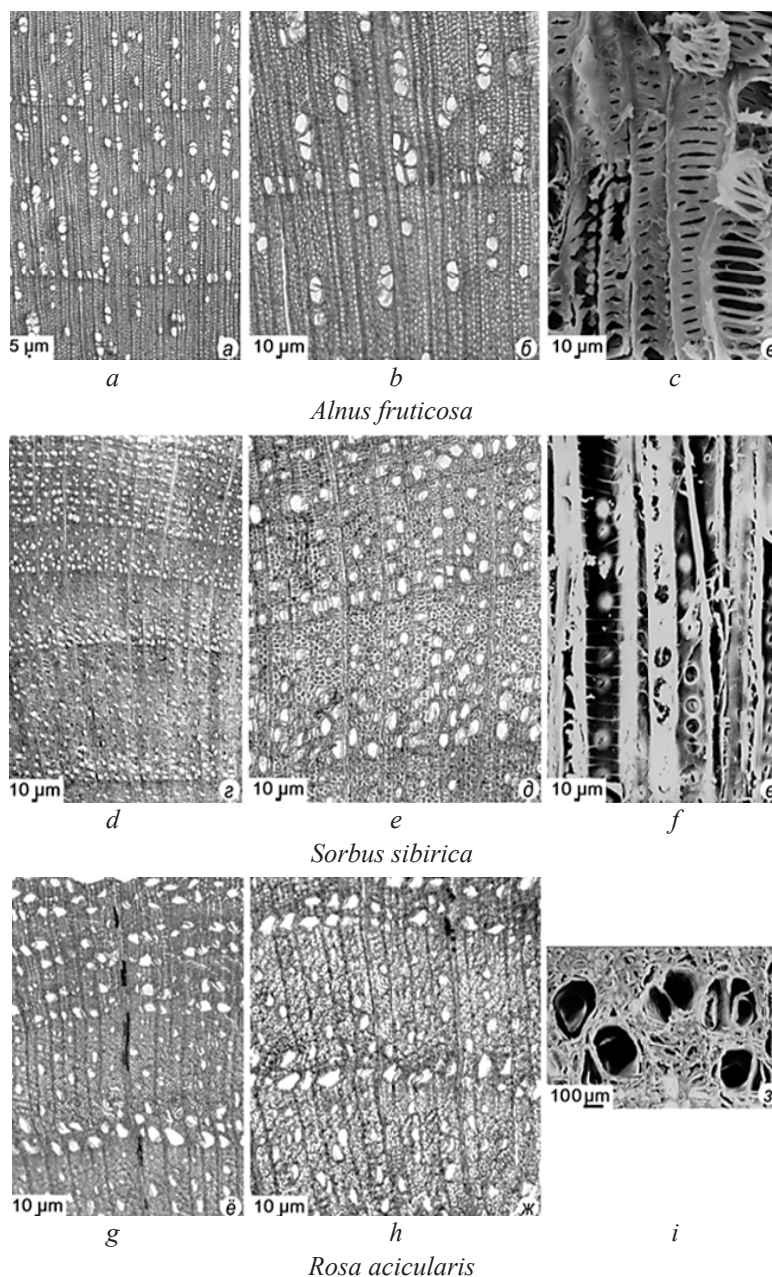 5 µm а 10 µm б 10 µm в
a b c
Alnus fruticosa
10 µm г 10 µm д 10 µm е
d e f
Sorbus sibirica
100 µm з
10 µm ё 10 µm ж
g h i
Rosa acicularis